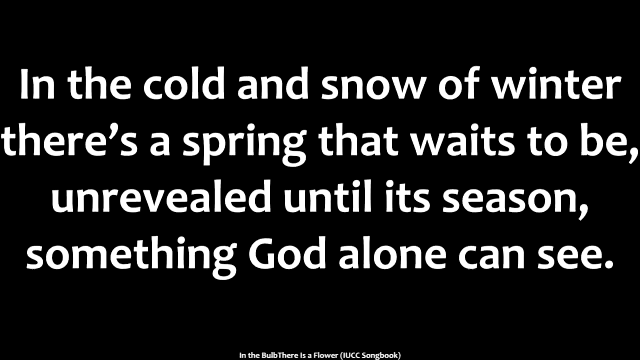 In the cold and snow of winter
there’s a spring that waits to be,
unrevealed until its season,
something God alone can see.
In the BulbThere Is a Flower (IUCC Songbook)